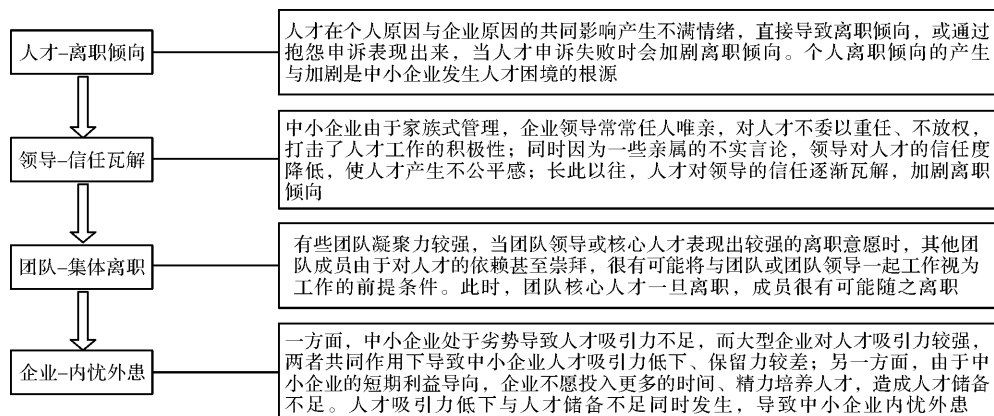 人才-离职倾向
人才在个人原因与企业原因的共同影响产生不满情绪，直接导致离职倾向，或通过
抱怨申诉表现出来，当人才申诉失败时会加剧离职倾向。个人离职倾向的产生
与加剧是中小企业发生人才困境的根源
领导-信任瓦解
中小企业由于家族式管理，企业领导常常任人唯亲，对人才不委以重任、不放权，
打击了人才工作的积极性；同时因为一些亲属的不实言论，领导对人才的信任度
降低，使人才产生不公平感；长此以往，人才对领导的信任逐渐瓦解，加剧离职
倾向
团队-集体离职
有些团队凝聚力较强，当团队领导或核心人才表现出较强的离职意愿时，其他团
队成员由于对人才的依赖甚至崇拜，很有可能将与团队或团队领导一起工作视为
工作的前提条件。此时，团队核心人才一旦离职，成员很有可能随之离职
企业-内忧外患
一方面，中小企业处于劣势导致人才吸引力不足，而大型企业对人才吸引力较强，
两者共同作用下导致中小企业人才吸引力低下、保留力较差；另一方面，由于中
小企业的短期利益导向，企业不愿投入更多的时间、精力培养人才，造成人才储备
不足。人才吸引力低下与人才储备不足同时发生，导致中小企业内忧外患